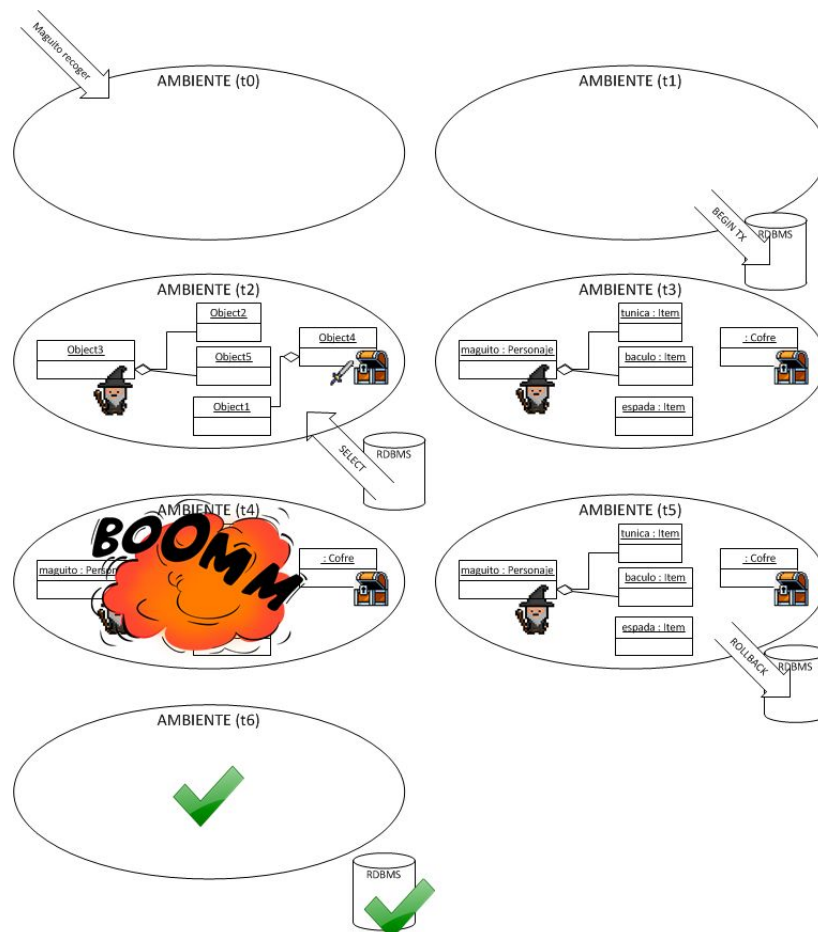 Maguito recoger
AMBIENTE (t0)
AMBIENTE (t1)
BEGIN TX
RDBMS
AMBIENTE (t2)
Object2
Object3
Object4
Object5
Object1
SELECT
RDBMS
AMBIENTE (t3)
tunica : Item
maguito : Personaje
: Cofre
baculo : Item
espada : Item
AMBIENTE (t4)
BOOMM
maguito : Person
: Cofre
AMBIENTE (t5)
tunica : Item
maguito : Personaje
: Cofre
baculo : Item
espada : Item
ROLLBACK
RDBMS
AMBIENTE (t6)
RDBMS